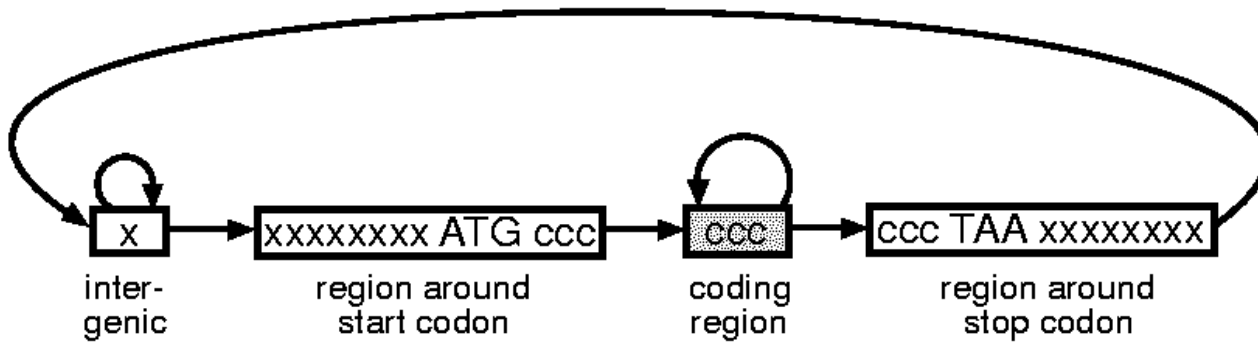 x
xxxxxxxx ATG ccc
ccc
ccc TAA xxxxxxxx
inter-
genic
region around
start codon
coding
region
region around
stop codon